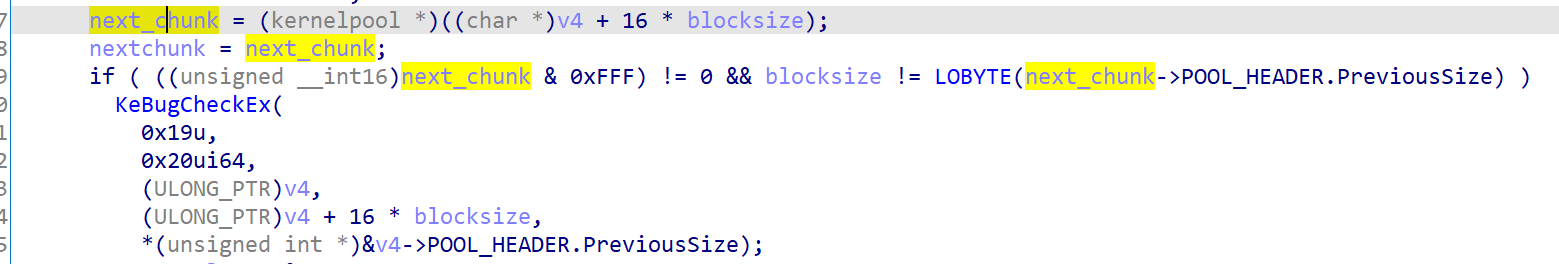 7 next_chunk = (kernelpool *)((char *)v4 + 16 * blocksize);
8 nextchunk = next_chunk;
9 if ( ((unsigned __int16)next_chunk & 0xFFF) != 0 && blocksize != LOBYTE(next_chunk->POOL_HEADER.PreviousSize) )
0 KeBugCheckEx(
1 0x19u,
2 0x20ui64,
3 (ULONG_PTR)v4,
4 (ULONG_PTR)v4 + 16 * blocksize,
5 *(unsigned int *)&v4->POOL_HEADER.PreviousSize);